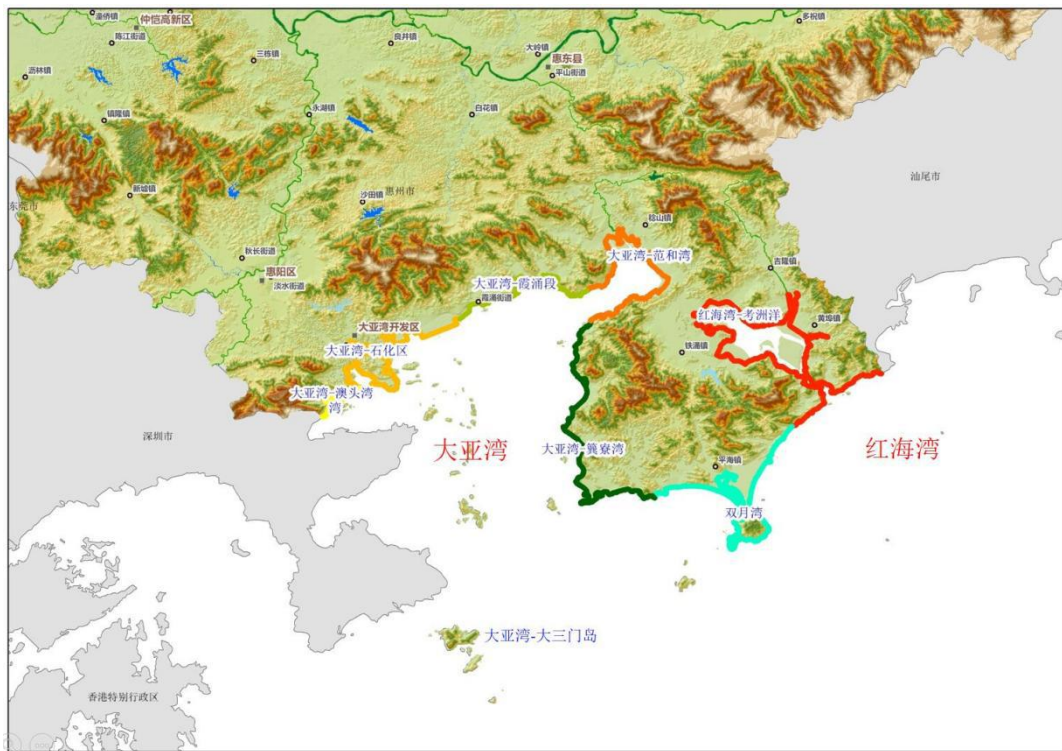 潼侨镇
仲恺高新区
多祝镇
陈江街道
良井镇
大岭镇
三栋镇
惠东县
平山街道
沥林镇
镇隆镇
永湖镇
白花镇
汕尾市
新墟镇
惠州市
沙田镇
东莞市
稔山镇
秋长街道
大亚湾-范和湾
惠阳区
吉隆镇
大亚湾-霞涌段
淡水街道
霞涌街道
红海湾-考洲洋
黄埠镇
大亚湾开发区
大亚湾-石化区
铁涌镇
大亚湾-澳头湾
湾
深圳市
大亚湾
大亚湾-巽寮湾
红海湾
平海镇
双月湾
大亚湾-大三门岛
香港特别行政区